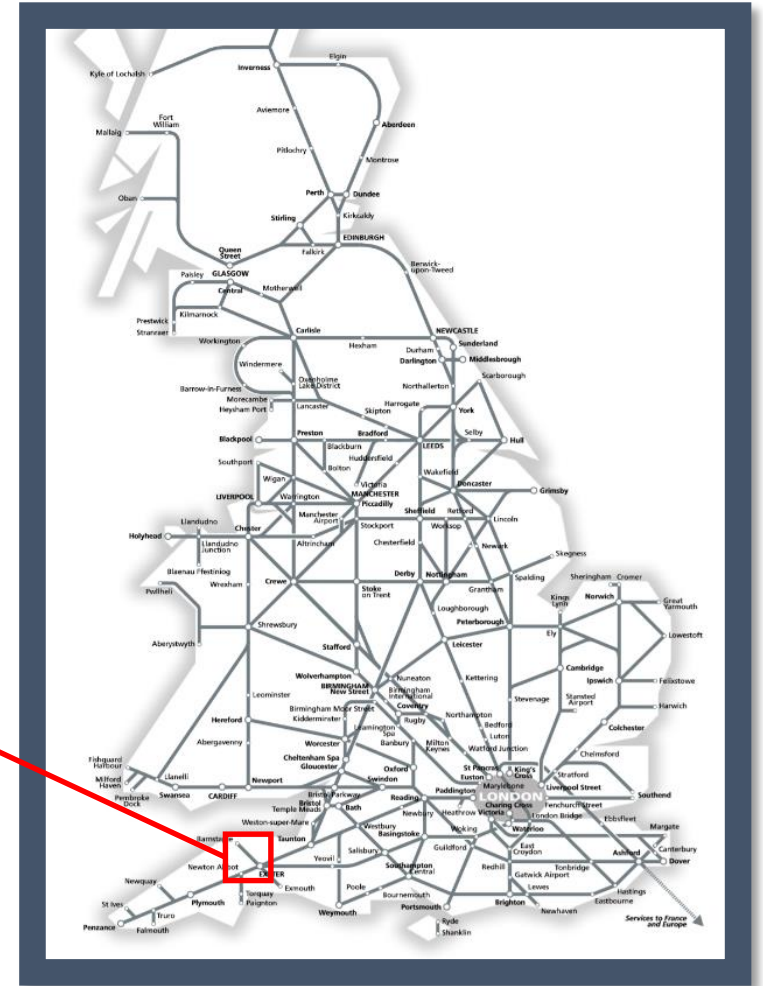 Elgin
Inverness
Kyle of Lochalsh
Aviemore
Fort
William
Aberdeen
Mallaig
Pitlochry
Montrose
Perth
Dundee
Oban
Stirling
Kirkcaldy
EDINBURGH
Queen
Street
Falkirk
Berwick-
upon-Tweed
Paisley
GLASGOW
Central
Motherwell
Prestwick
Kilmarnock
Stranraer
Carlisle
NEWCASTLE
Workington
Hexham
Sunderland
Durham
Darlington
Middlesbrough
Windermere
Scarborough
Oxenholme
Lake District
Barrow-in-Furness
Northallerton
Morecambe
Lancaster
Harrogate
York
Heysham Port
Skipton
Preston
Bradford
Selby
Blackpool
Blackburn
LEEDS
Hull
Huddersfield
Southport
Bolton
Wakefield
Wigan
Victoria
Doncaster
Grimsby
MANCHESTER
LIVERPOOL
Warrington
Piccadilly
Sheffield
Retford
Manchester
Airport
Lincoln
Llandudno
Stockport
Worksop
Holyhead
Chester
Llandudno
Junction
Altrincham
Chesterfield
Newark
Skegness
Blaenau Ffestiniog
Derby
Nottingham
Spalding
Sheringham
Cromer
Pwllheli
Wrexham
Crewe
Stoke
on Trent
Grantham
Kings
Lynn
Norwich
Great
Yarmouth
Loughborough
Shrewsbury
Peterborough
Ely
Lowestoft
Aberystwyth
Stafford
Leicester
Cambridge
Wolverhampton
Nuneaton
Kettering
Ipswich
Felixstowe
BIRMINGHAM
New Street
Birmingham
International
Stansted
Airport
Leominster
Stevenage
Harwich
Birmingham Moor Street
Coventry
Northampton
Hereford
Kidderminster
Rugby
Bedford
Colchester
Leamington
Spa
Luton
Abergavenny
Worcester
Banbury
Milton
Keynes
Watford Junction
Chelmsford
Cheltenham Spa
Fishguard
Harbour
Gloucester
Oxford
St Pancras
King's
Cross
Stratford
Euston
Milford
Haven
Llanelli
Newport
Swindon
Marylebone
Liverpool Street
Pembroke
Dock
Swansea
CARDIFF
Bristol Parkway
Reading
Paddington
LONDON
Southend
Bristol
Temple Meads
Bath
Charing Cross
Fenchurch Street
Newbury
Heathrow
Victoria
London Bridge
Ebbsfleet
Weston-super-Mare
Westbury
Basingstoke
Woking
Waterloo
Margate
Barnstaple
Taunton
Salisbury
Guildford
East
Croydon
Canterbury
Yeovil
Southampton
Central
Redhill
Tonbridge
Ashford
Dover
Newton Abbot
EXETER
Gatwick Airport
Newquay
Exmouth
Poole
Lewes
Hastings
St Ives
Plymouth
Torquay
Paignton
Bournemouth
Eastbourne
Truro
Weymouth
Portsmouth
Brighton
Newhaven
Penzance
Falmouth
Ryde
Shanklin
Services to France
and Europe